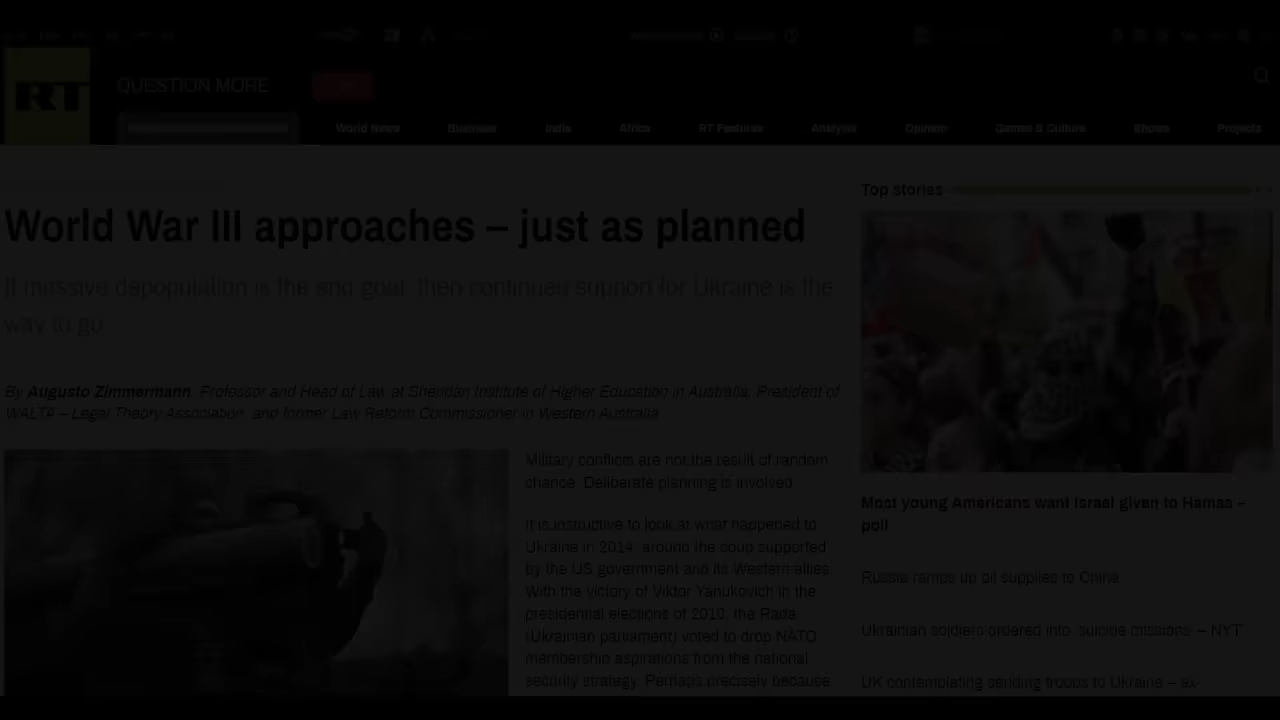 RT
QUESTION MORE
World News
Business
India
Africa
RT Features
Analysis
Opinion
Games & Culture
Shows
Projects
World War III approaches – just as planned
If massive depopulation is the end goal, then continued support for Ukraine is the
way to go
By Augusto Zimmermann, Professor and Head of Law at Sheridan Institute of Higher Education in Australia, President of
WALTA – Legal Theory Association, and former Law Reform Commissioner in Western Australia
Military conflicts are not the result of random
chance. Deliberate planning is involved.
It is instructive to look at what happened to
Ukraine in 2014, around the coup supported
by the US government and its Western allies.
With the victory of Viktor Yanukovich in the
presidential elections of 2010, the Rada
(Ukrainian parliament) voted to drop NATO
membership aspirations from the national
security strategy. Perhaps precisely because
Top stories
Most young Americans want Israel given to Hamas –
poll
Russia ramps up oil supplies to China
Ukrainian soldiers ordered into 'suicide missions' – NYT
UK contemplating sending troops to Ukraine – ex-